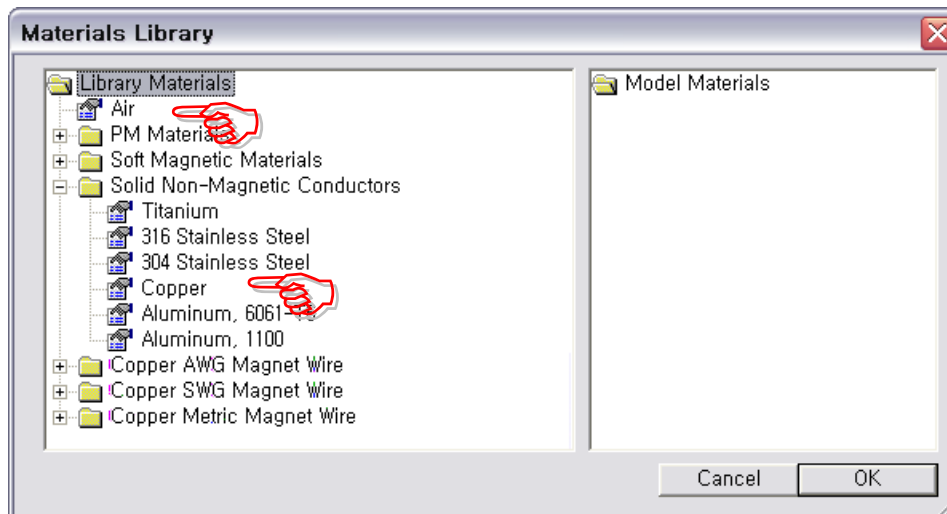 Materials Library
Library Materials
Air
PM Materials
Soft Magnetic Materials
Solid Non-Magnetic Conductors
Titanium
316 Stainless Steel
304 Stainless Steel
Copper
Aluminum, 6061-
Aluminum, 1100
Copper AWG Magnet Wire
Copper SWG Magnet Wire
Copper Metric Magnet Wire
Model Materials
Cancel
OK